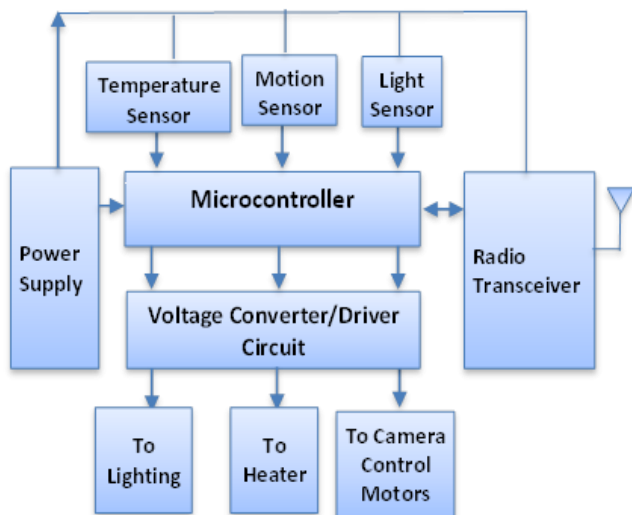 Temperature
Sensor
Motion
Sensor
Light
Sensor
Microcontroller
Power
Supply
Radio
Transceiver
Voltage Converter/Driver
Circuit
To
Lighting
To
Heater
To Camera
Control
Motors